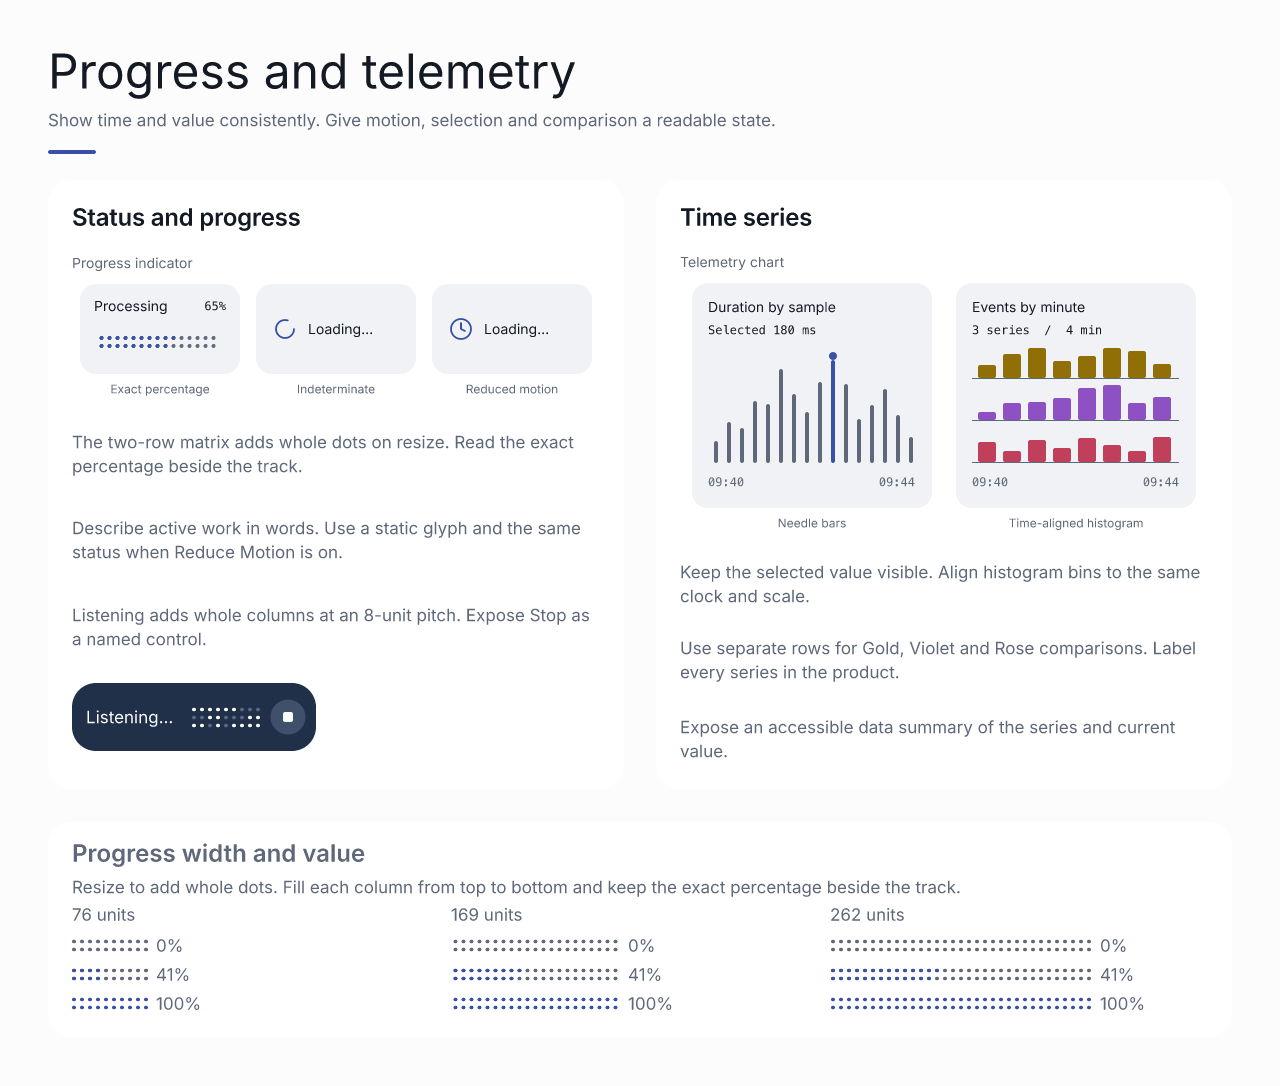 Progress and telemetry
Show time and value consistently. Give motion, selection and comparison a readable state.
Status and progress
Progress indicator
Processing 65%
Loading...
Loading...
Exact percentage
Indeterminate
Reduced motion
The two-row matrix adds whole dots on resize. Read the exact
percentage beside the track.
Describe active work in words. Use a static glyph and the same
status when Reduce Motion is on.
Listening adds whole columns at an 8-unit pitch. Expose Stop as
a named control.
Listening...
Time series
Telemetry chart
Duration by sample
Selected 180 ms
09:40 09:44
Needle bars
Events by minute
3 series / 4 min
09:40 09:44
Time-aligned histogram
Keep the selected value visible. Align histogram bins to the same
clock and scale.
Use separate rows for Gold, Violet and Rose comparisons. Label
every series in the product.
Expose an accessible data summary of the series and current
value.
Progress width and value
Resize to add whole dots. Fill each column from top to bottom and keep the exact percentage beside the track.
76 units
0%
41%
100%
169 units
0%
41%
100%
262 units
0%
41%
100%